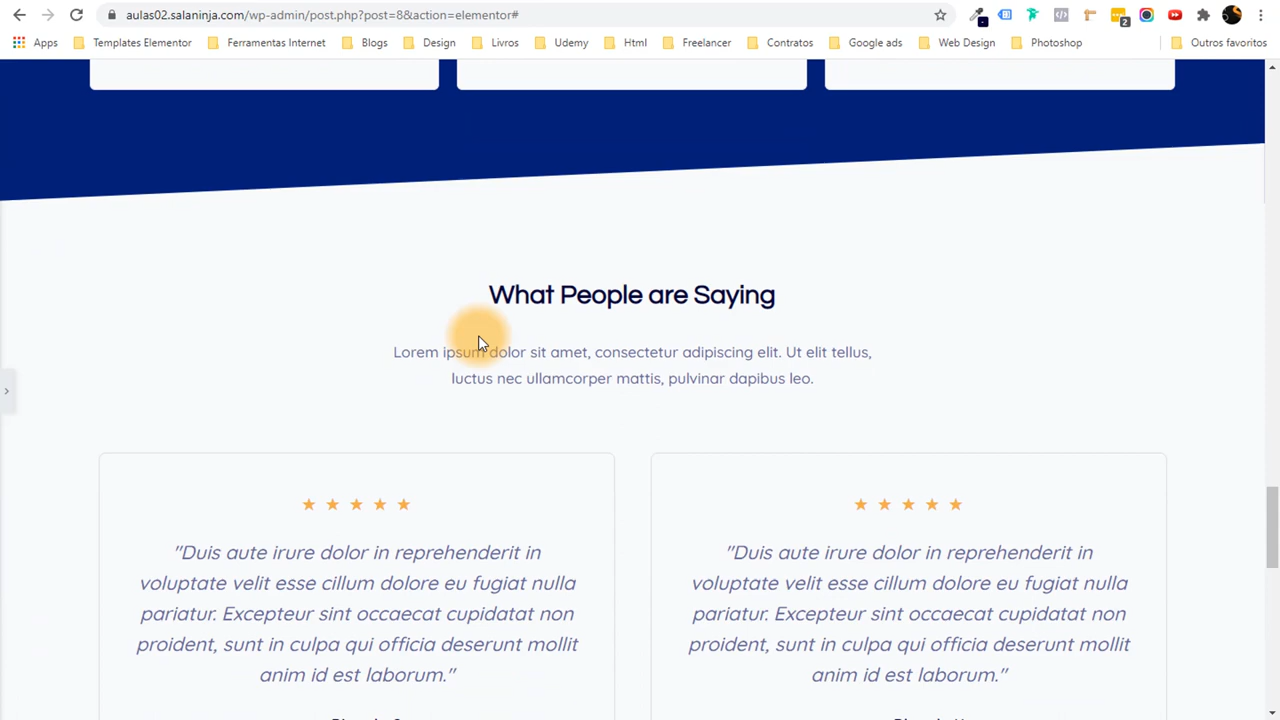 aulas02.salaninja.com/wp-admin/post.php?post=8&action=elementor#
2
Apps Templates Elementor Ferramentas Internet Blogs Design Livros Udemy Html Freelancer Contratos Google ads Web Design Photoshop Outros favoritos
What People are Saying
Lorem ipsum dolor sit amet, consectetur adipiscing elit. Ut elit tellus,
luctus nec ullamcorper mattis, pulvinar dapibus leo.
"Duis aute irure dolor in reprehenderit in
voluptate velit esse cillum dolore eu fugiat nulla
pariatur. Excepteur sint occaecat cupidatat non
proident, sunt in culpa qui officia deserunt mollit
anim id est laborum."
"Duis aute irure dolor in reprehenderit in
voluptate velit esse cillum dolore eu fugiat nulla
pariatur. Excepteur sint occaecat cupidatat non
proident, sunt in culpa qui officia deserunt mollit
anim id est laborum."